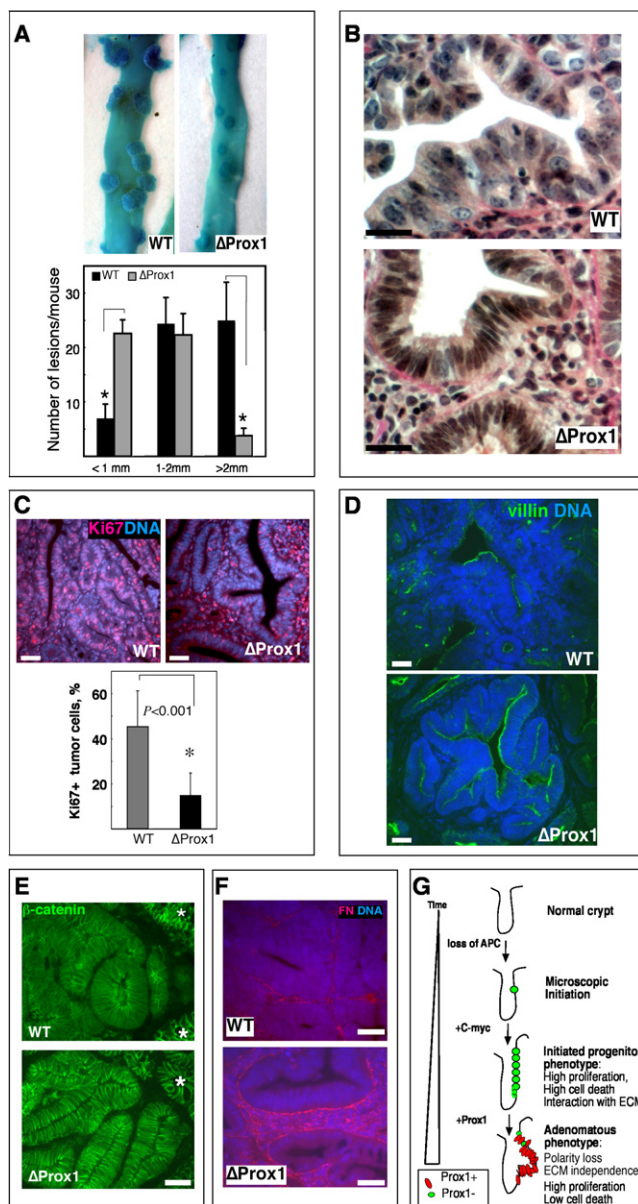 A
WT
ΔProx1
WT ΔProx1
Number of lesions/mouse
30
20
10
*
*
< 1 mm 1-2mm >2mm
B
WT
ΔProx1
C
Ki67DNA
WT
ΔProx1
Ki67+ tumor cells, %
60
40
20
P<0.001
*
WT ΔProx1
D
villin DNA
WT
ΔProx1
E
β-catenin
*
WT
*
*
ΔProx1
F
FN DNA
WT
ΔProx1
G
Time
Normal crypt
loss of APC
Microscopic
Initiation
+C-myc
Initiated progenitor
phenotype:
High proliferation,
High cell death
Interaction with ECM
+Prox1
Adenomatous
phenotype:
Polarity loss
ECM independence
High proliferation
Low cell death
Prox1+
Prox1-